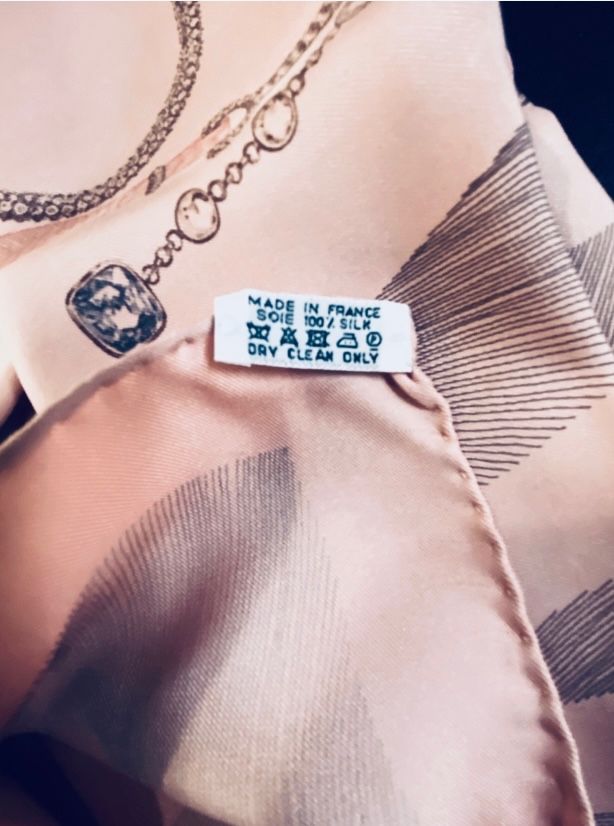 MADE IN FRANCE
SOIE 100% SILK
DRY CLEAN ONLY